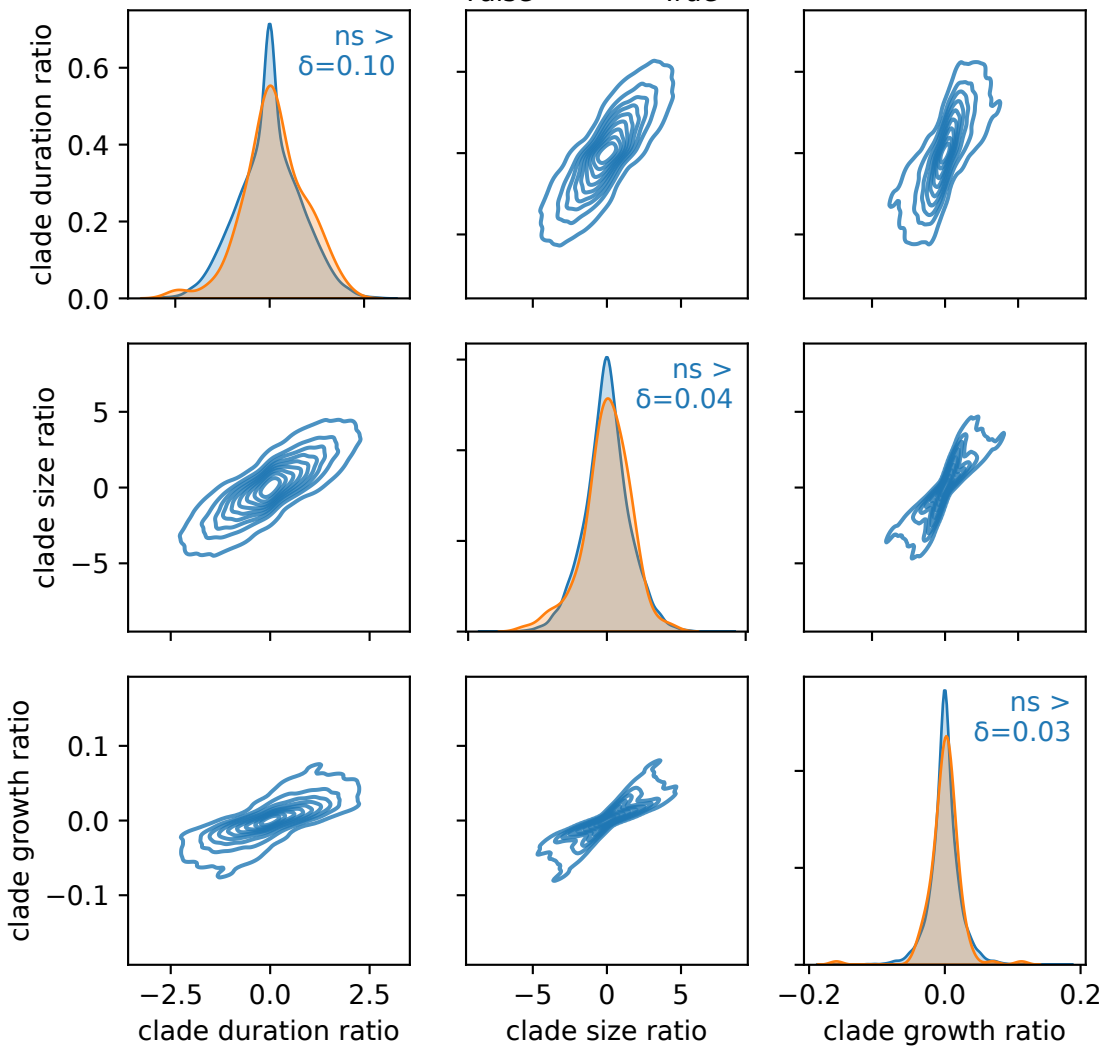 True
clade duration ratio
0.6
0.4
0.2
0.0
ns >
δ=0.10
clade size ratio
5
0
−5
ns >
δ=0.04
clade growth ratio
0.1
0.0
−0.1
ns >
δ=0.03
−2.5 0.0 2.5
clade duration ratio
−5 0 5
clade size ratio
−0.2 0.0 0.2
clade growth ratio